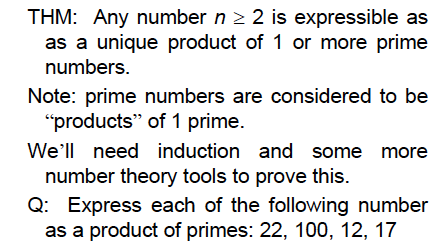 THM: Any number n ≥ 2 is expressible as
as a unique product of 1 or more prime
numbers.
Note: prime numbers are considered to be
“products” of 1 prime.
We’ll need induction and some more
number theory tools to prove this.
Q: Express each of the following number
as a product of primes: 22, 100, 12, 17